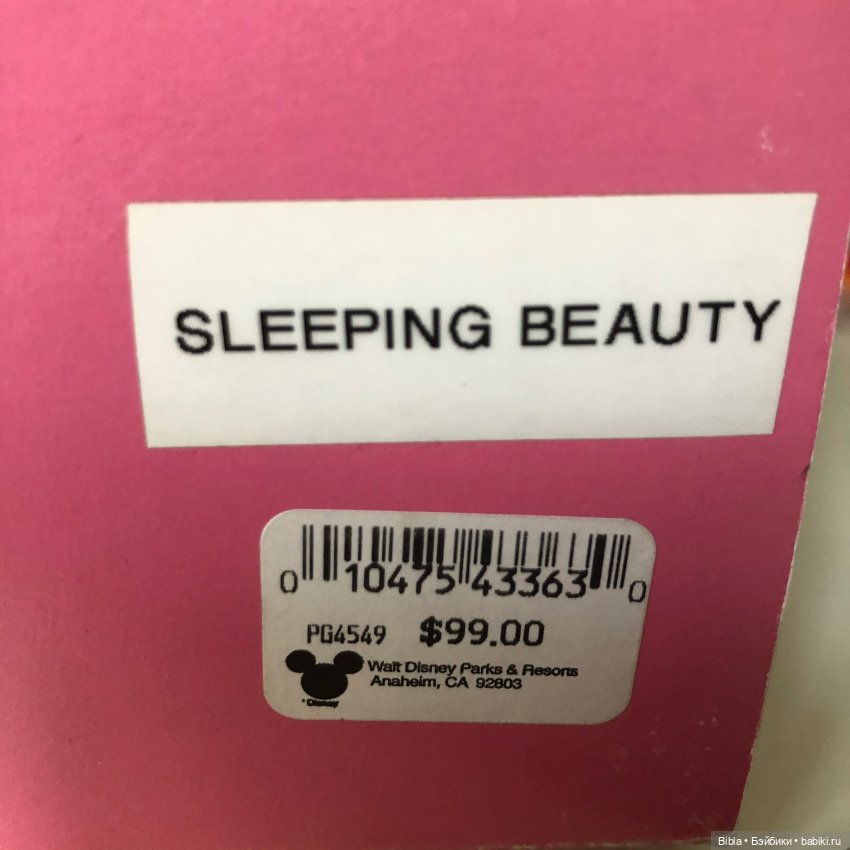 SLEEPING BEAUTY
0 10475 43363 0
PG4549 $99.00
Walt Disney Parks & Resorts
Anaheim, CA 92803
© Disney
Bibla • Бэйбики • babiki.ru